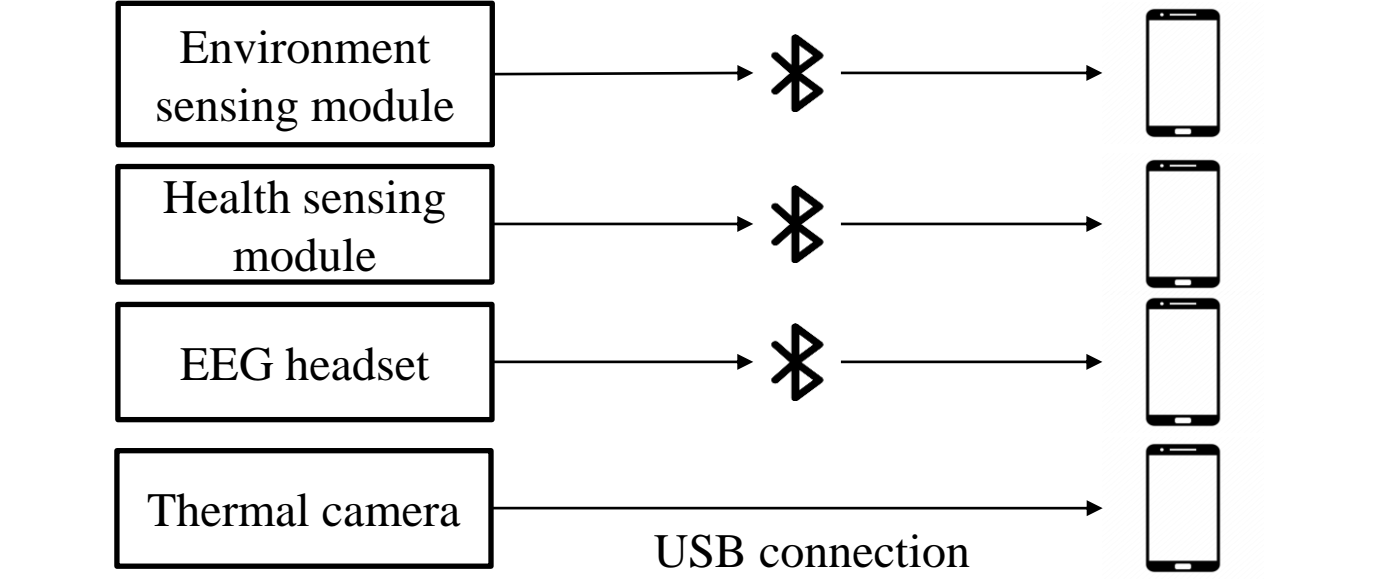 Environment
sensing module
Health sensing
module
EEG headset
Thermal camera
USB connection